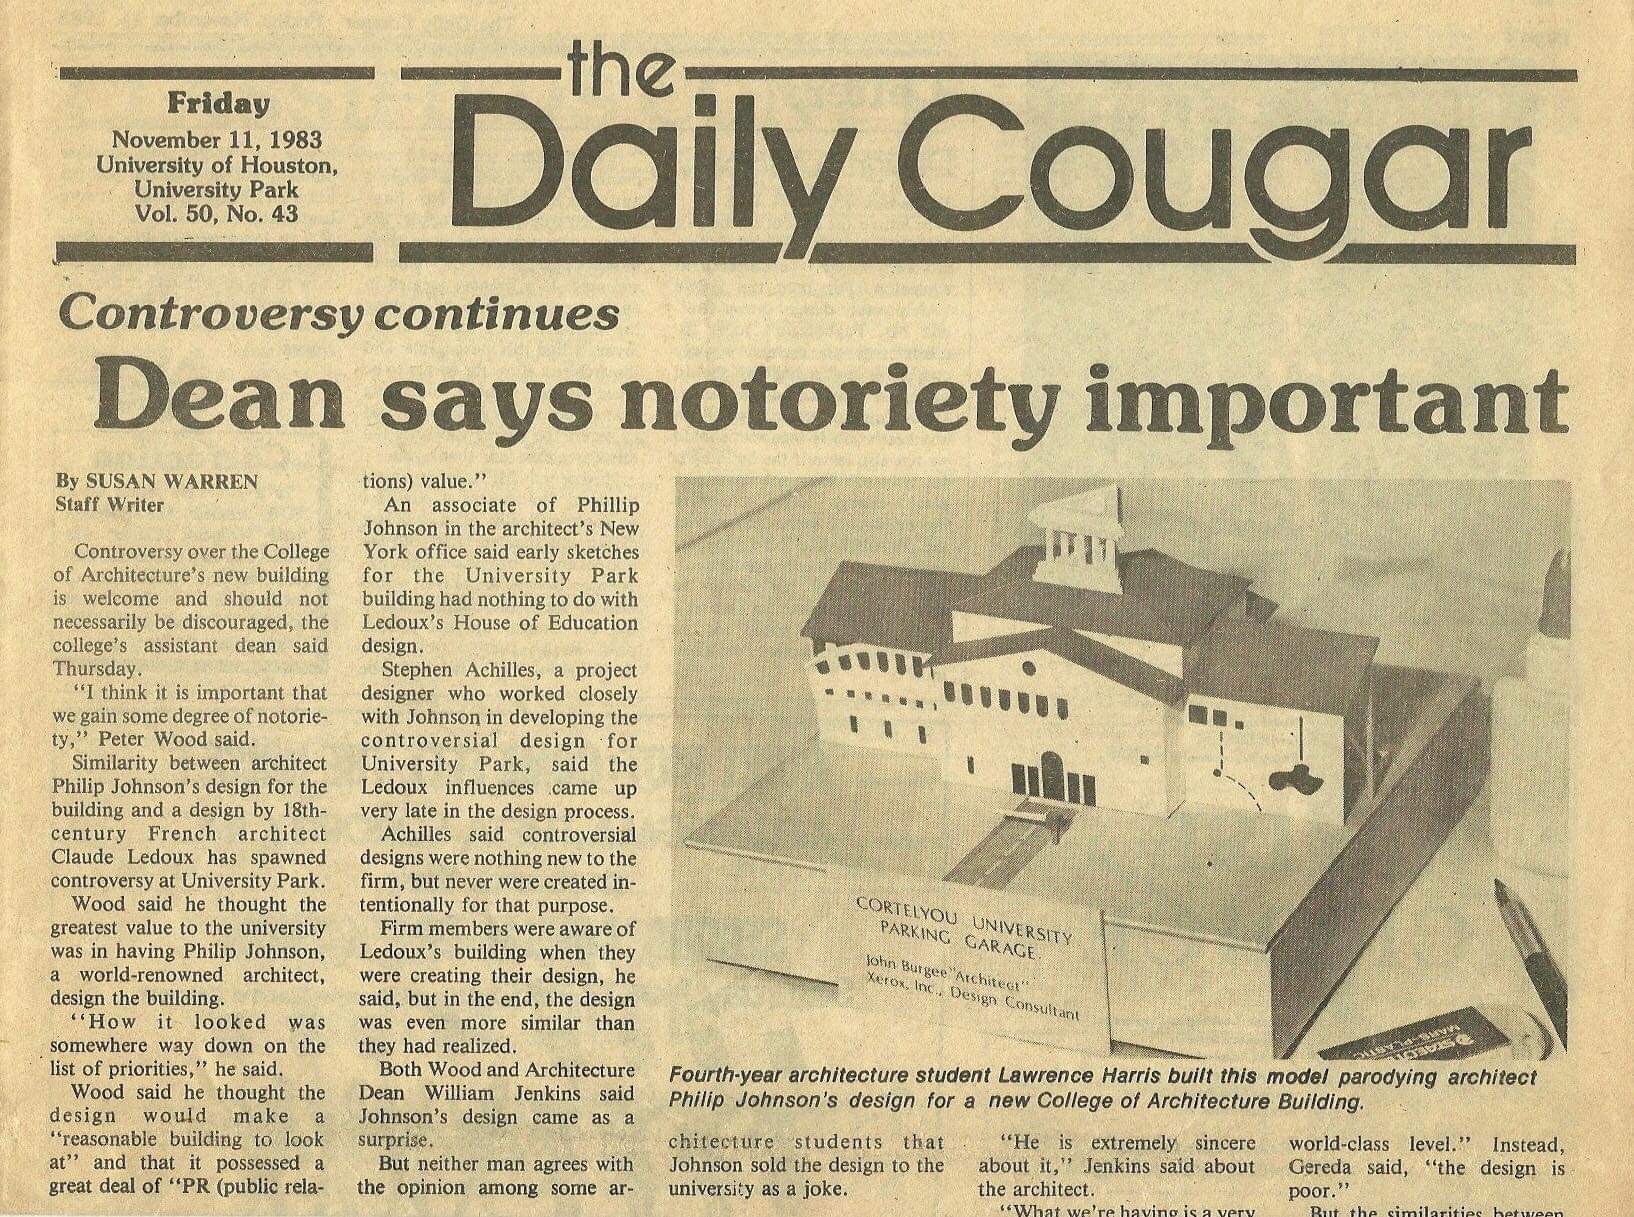 the
Daily Cougar
Friday
November 11, 1983
University of Houston,
University Park
Vol. 50, No. 43
Controversy continues
Dean says notoriety important
By SUSAN WARREN
Staff Writer
Controversy over the College
of Architecture's new building
is welcome and should not
necessarily be discouraged, the
college's assistant dean said
Thursday.
"I think it is important that
we gain some degree of notorie-
ty," Peter Wood said.
Similarity between architect
Philip Johnson's design for the
building and a design by 18th-
century French architect
Claude Ledoux has spawned
controversy at University Park.
Wood said he thought the
greatest value to the university
was in having Philip Johnson,
a world-renowned architect,
design the building.
"How it looked was
somewhere way down on the
list of priorities," he said.
Wood said he thought the
design would make a
"reasonable building to look
at" and that it possessed a
great deal of "PR (public rela-
tions) value."
An associate of Phillip
Johnson in the architect's New
York office said early sketches
for the University Park
building had nothing to do with
Ledoux's House of Education
design.
Stephen Achilles, a project
designer who worked closely
with Johnson in developing the
controversial design for
University Park, said the
Ledoux influences came up
very late in the design process.
Achilles said controversial
designs were nothing new to the
firm, but never were created in-
tentionally for that purpose.
Firm members were aware of
Ledoux's building when they
were creating their design, he
said, but in the end, the design
was even more similar than
they had realized.
Both Wood and Architecture
Dean William Jenkins said
Johnson's design came as a
surprise.
But neither man agrees with
the opinion among some ar-
CORTELYOU UNIVERSITY
PARKING GARAGE
John Burgee "Architect"
Xerox, Inc., Design Consultant
MARS-PLASTIC
Fourth-year architecture student Lawrence Harris built this model parodying architect
Philip Johnson's design for a new College of Architecture Building.
chitecture students that
Johnson sold the design to the
university as a joke.
"He is extremely sincere
about it," Jenkins said about
the architect.
"What we're having is a very
world-class level." Instead,
Gereda said, "the design is
poor."
But the similarities between